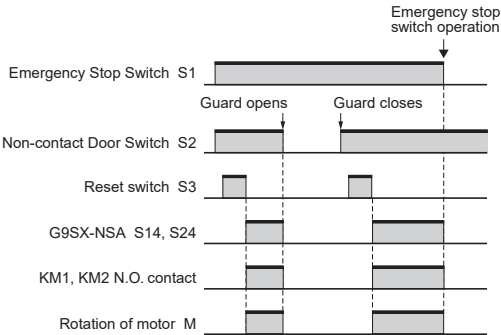 Emergency stop
switch operation
Emergency Stop Switch S1
Guard opens
Guard closes
Non-contact Door Switch S2
Reset switch S3
G9SX-NSA S14, S24
KM1, KM2 N.O. contact
Rotation of motor M